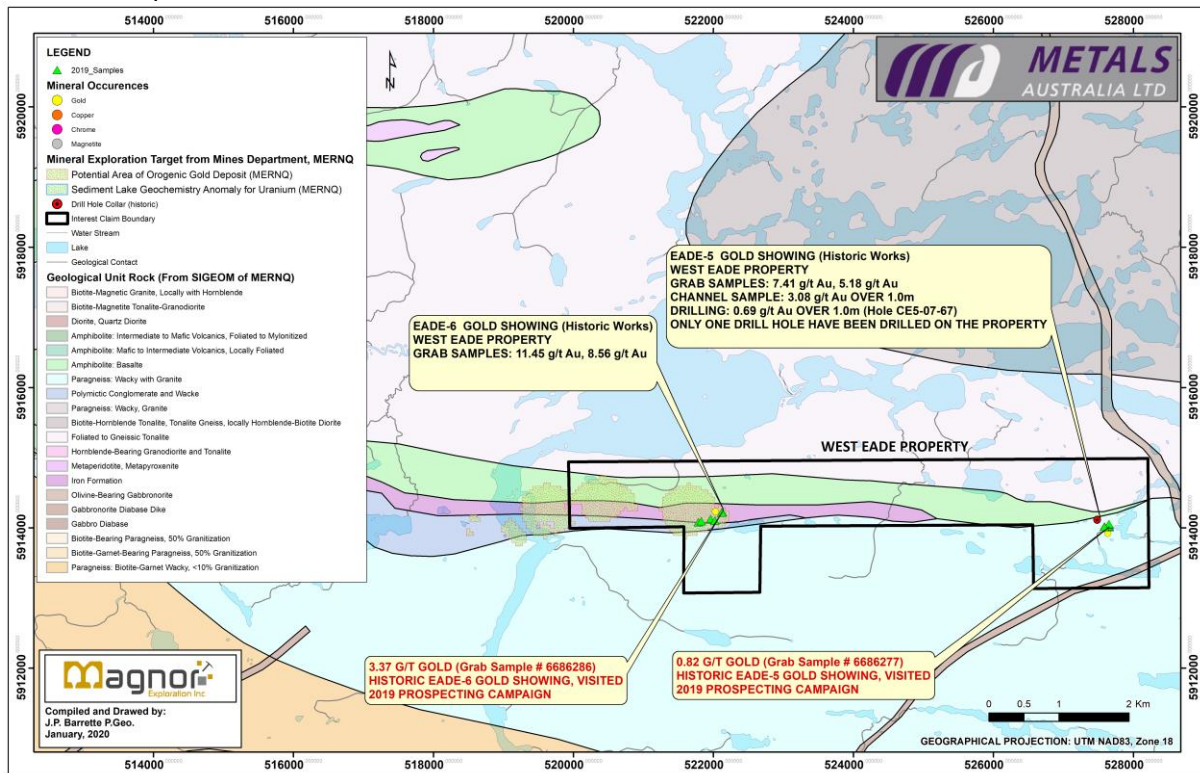 514000
516000
518000
520000
522000
524000
526000
528000
5920000
5918000
5916000
5914000
5912000
LEGEND
2019_Samples
Mineral Occurences
Gold
Copper
Chrome
Magnetite
Mineral Exploration Target from Mines Department, MERNQ
Potential Area of Orogenic Gold Deposit (MERNQ)
Sediment Lake Geochemistry Anomaly for Uranium (MERNQ)
Drill Hole Collar (historic)
Interest Claim Boundary
Water Stream
Lake
Geological Contact
Geological Unit Rock (From SIGEOM of MERNQ)
Biotite-Magnetic Granite, Locally with Hornblende
Biotite-Magnetite Tonalite-Granodiorite
Diorite, Quartz Diorite
Amphibolite: Intermediate to Mafic Volcanics, Foliated to Mylonitized
Amphibolite: Mafic to Intermediate Volcanics, Locally Foliated
Amphibolite: Basalte
Paragneiss: Wacky with Granite
Polymictic Conglomerate and Wacke
Paragneiss: Wacky, Granite
Biotite-Hornblende Tonalite, Tonalite Gneiss, locally Hornblende-Biotite Diorite
Foliated to Gneissic Tonalite
Hornblende-Bearing Granodiorite and Tonalite
Metaperidotite, Metapyroxenite
Iron Formation
Olivine-Bearing Gabbronorite
Gabbronorite Diabase Dike
Gabbro Diabase
Biotite-Bearing Paragneiss, 50% Granitization
Biotite-Garnet-Bearing Paragneiss, 50% Granitization
Paragneiss: Biotite-Garnet Wacky, <10% Granitization
N
METALS
AUSTRALIA LTD
EADE-5 GOLD SHOWING (Historic Works)
WEST EADE PROPERTY
GRAB SAMPLES: 7.41 g/t Au, 5.18 g/t Au
CHANNEL SAMPLE: 3.08 g/t Au OVER 1.0m
DRILLING: 0.69 g/t Au OVER 1.0m (Hole CE5-07-67)
ONLY ONE DRILL HOLE HAVE BEEN DRILLED ON THE PROPERTY
EADE-6 GOLD SHOWING (Historic Works)
WEST EADE PROPERTY
GRAB SAMPLES: 11.45 g/t Au, 8.56 g/t Au
WEST EADE PROPERTY
3.37 G/T GOLD (Grab Sample # 6686286)
HISTORIC EADE-6 GOLD SHOWING, VISITED
2019 PROSPECTING CAMPAIGN
0.82 G/T GOLD (Grab Sample # 6686277)
HISTORIC EADE-5 GOLD SHOWING, VISITED
2019 PROSPECTING CAMPAIGN
Magnor
Exploration Inc
Compiled and Drawed by:
J.P. Barrette P.Geo.
January, 2020
0 0.5 1 2 Km
GEOGRAPHICAL PROJECTION: UTM NAD83, Zone 18
5920000
5918000
5916000
5914000
5912000
514000
516000
518000
520000
522000
524000
526000
528000